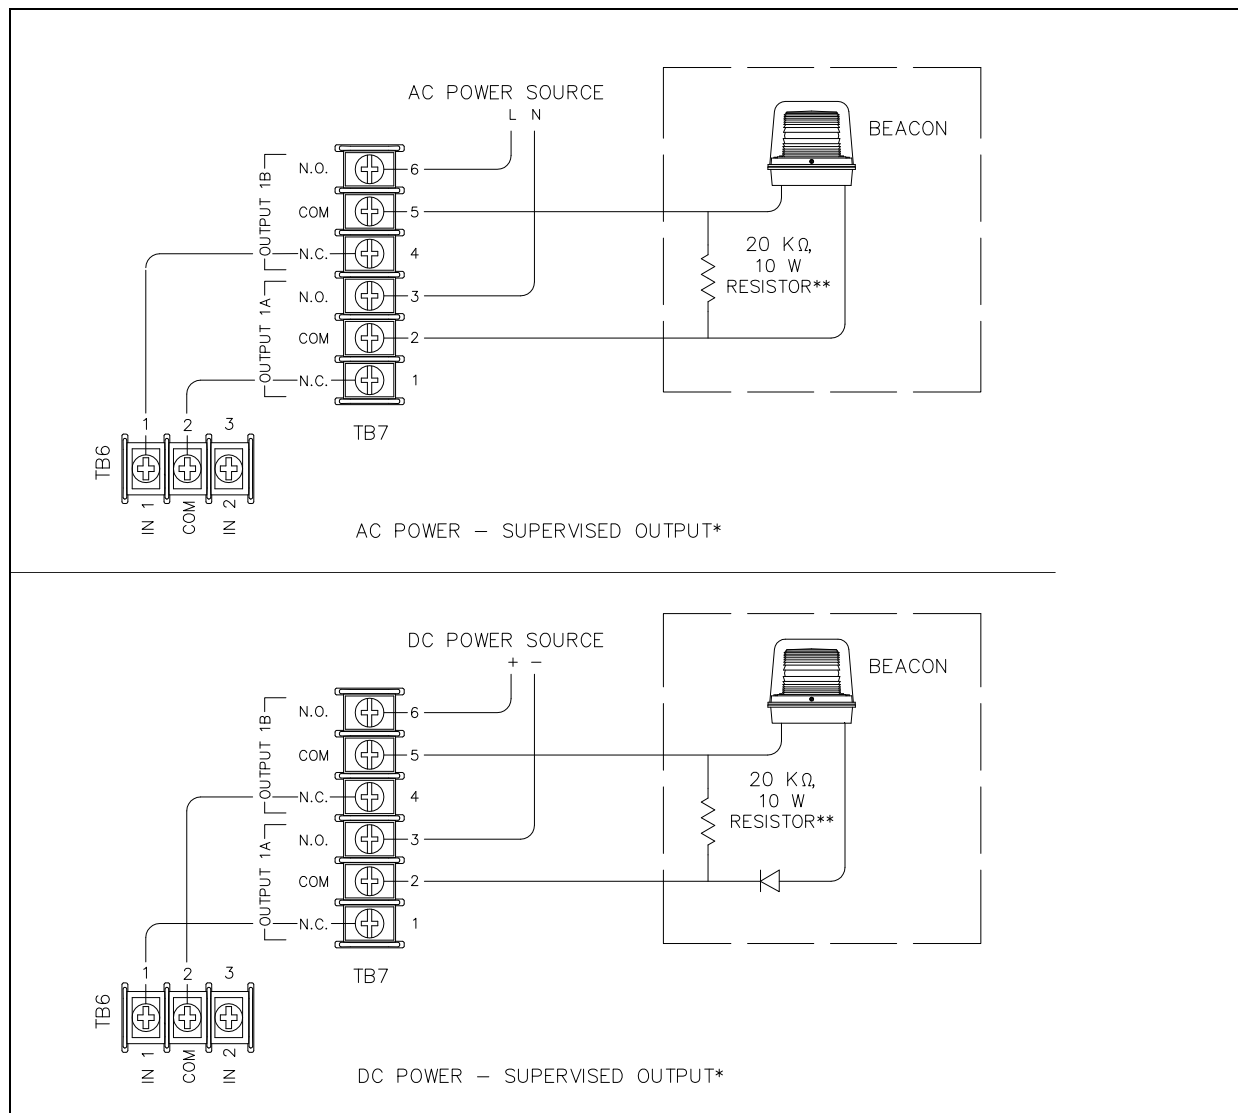 AC POWER SOURCE
L N
BEACON
OUTPUT 1B
N.O. 6
COM 5
N.C. 4
OUTPUT 1A
N.O. 3
COM 2
N.C. 1
20 KΩ,
10 W
RESISTOR**
TB7
1 2 3
TB6
IN 1
COM
IN 2
AC POWER – SUPERVISED OUTPUT*
DC POWER SOURCE
+ –
BEACON
OUTPUT 1B
N.O. 6
COM 5
N.C. 4
OUTPUT 1A
N.O. 3
COM 2
N.C. 1
20 KΩ,
10 W
RESISTOR**
TB7
1 2 3
TB6
IN 1
COM
IN 2
DC POWER – SUPERVISED OUTPUT*